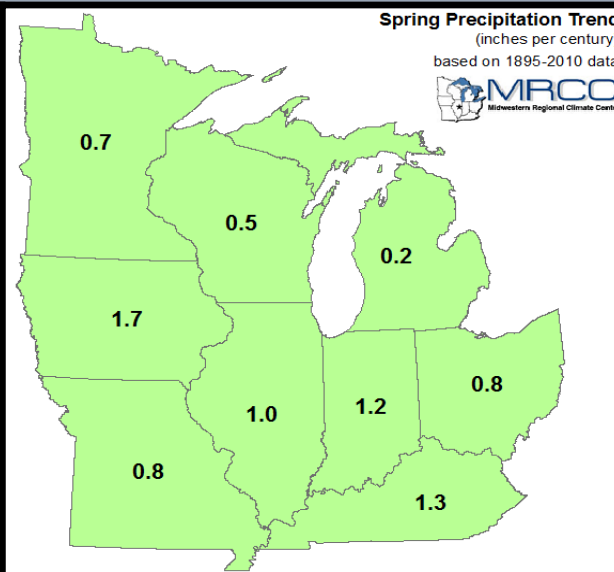 Spring Precipitation Trend
(inches per century
based on 1895-2010 data
MRCC
Midwestern Regional Climate Cente
0.7
0.5
0.2
1.7
0.8
1.0
1.2
0.8
1.3